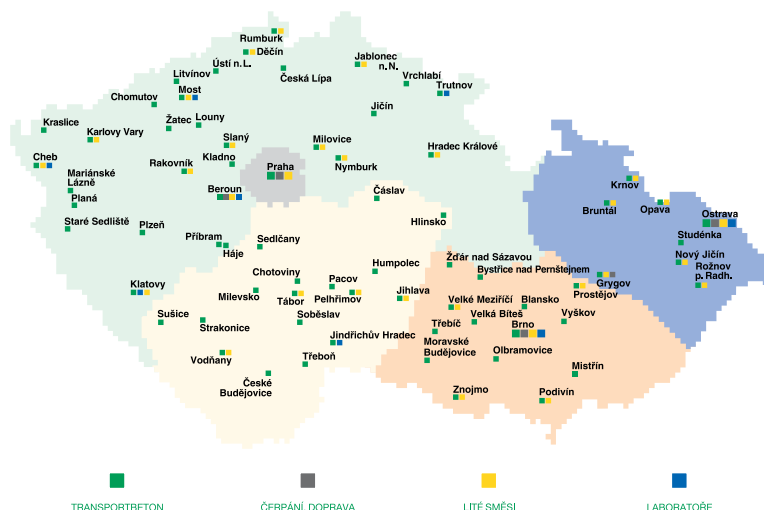 Rumburk
Děčín
Ústí n. L.
Jablonec
n. N.
Litvínov
Česká Lípa
Vrchlabí
Most
Trutnov
Chomutov
Jičín
Žatec
Louny
Kraslice
Karlovy Vary
Slaný
Milovice
Hradec Králové
Cheb
Rakovník
Kladno
Praha
Nymburk
Mariánské
Lázně
Krnov
Planá
Beroun
Čáslav
Bruntál
Opava
Ostrava
Staré Sedliště
Plzeň
Hlinsko
Studénka
Příbram
Háje
Sedlčany
Nový Jičín
Žďár nad Sázavou
Rožnov
p. Radh.
Humpolec
Bystřice nad Pernštejnem
Chotoviny
Pacov
Grygov
Klatovy
Milevsko
Tábor
Pelhřimov
Jihlava
Prostějov
Velké Meziříčí
Blansko
Sušice
Strakonice
Soběslav
Velká Bíteš
Vyškov
Třebíč
Brno
Jindřichův Hradec
Moravské
Budějovice
Vodňany
Třeboň
Olbramovice
Mistřín
České
Budějovice
Znojmo
Podivín
TRANSPORTBETON
ČERPÁNÍ, DOPRAVA
LITÉ SMĚSI
LABORATOŘE